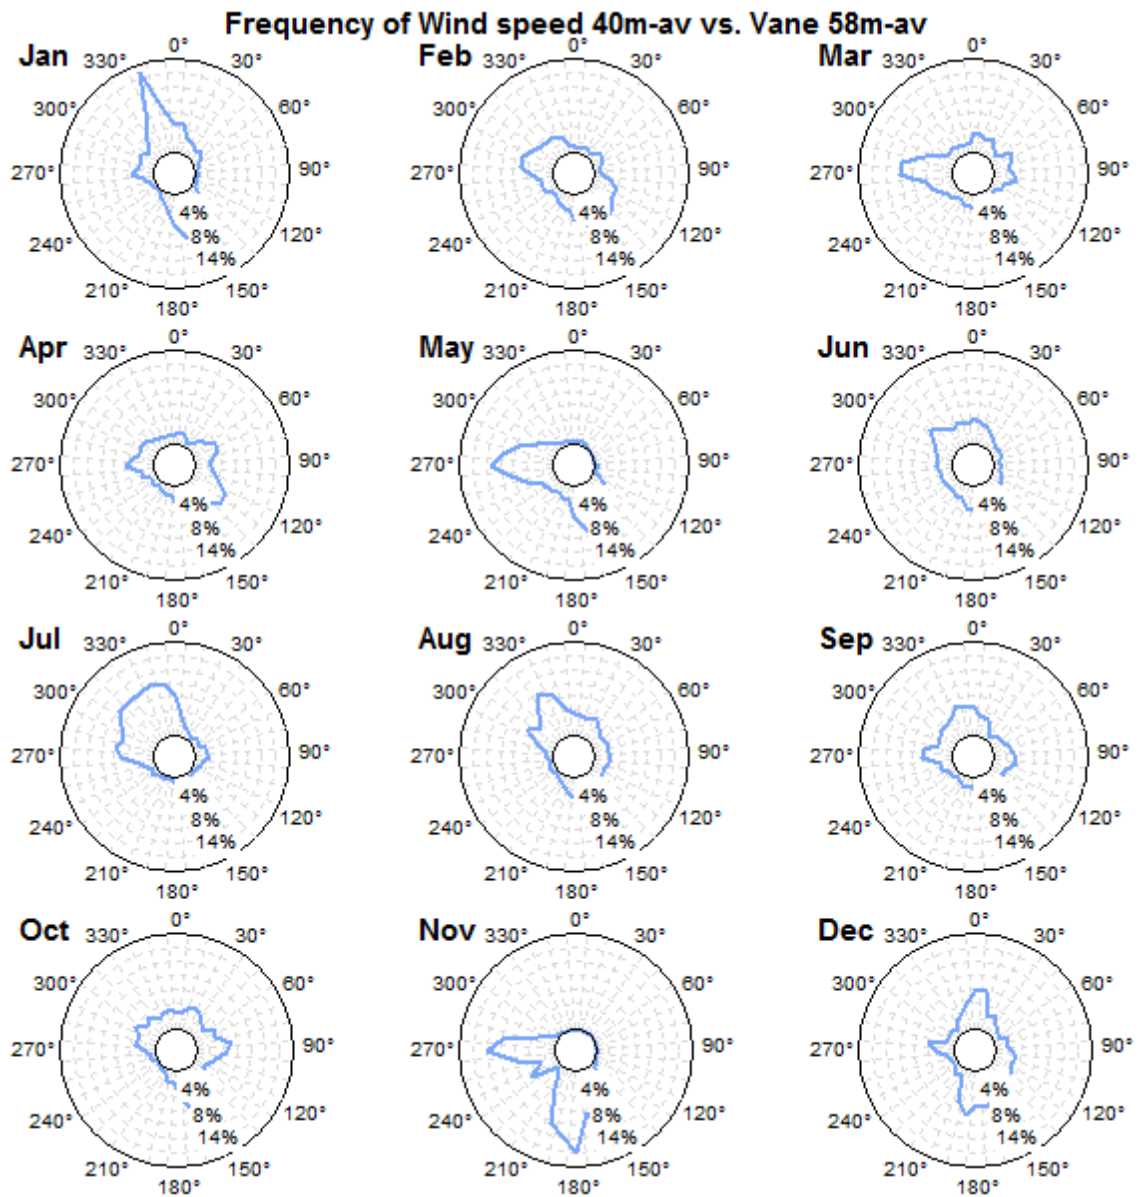 Frequency of Wind speed 40m-av vs. Vane 58m-av
Jan 330° 0° 30°
300° 60°
270° 90°
4%
240° 8% 120°
14%
210° 150°
180°
Feb 330° 0° 30°
300° 60°
270° 90°
4%
240° 8% 120°
14%
210° 150°
180°
Mar 330° 0° 30°
300° 60°
270° 90°
4%
240° 8% 120°
14%
210° 150°
180°
Apr 330° 0° 30°
300° 60°
270° 90°
4%
240° 8% 120°
14%
210° 150°
180°
May 330° 0° 30°
300° 60°
270° 90°
4%
240° 8% 120°
14%
210° 150°
180°
Jun 330° 0° 30°
300° 60°
270° 90°
4%
240° 8% 120°
14%
210° 150°
180°
Jul 330° 0° 30°
300° 60°
270° 90°
4%
240° 8% 120°
14%
210° 150°
180°
Aug 330° 0° 30°
300° 60°
270° 90°
4%
240° 8% 120°
14%
210° 150°
180°
Sep 330° 0° 30°
300° 60°
270° 90°
4%
240° 8% 120°
14%
210° 150°
180°
Oct 330° 0° 30°
300° 60°
270° 90°
4%
240° 8% 120°
14%
210° 150°
180°
Nov 330° 0° 30°
300° 60°
270° 90°
4%
240° 8% 120°
14%
210° 150°
180°
Dec 330° 0° 30°
300° 60°
270° 90°
4%
240° 8% 120°
14%
210° 150°
180°